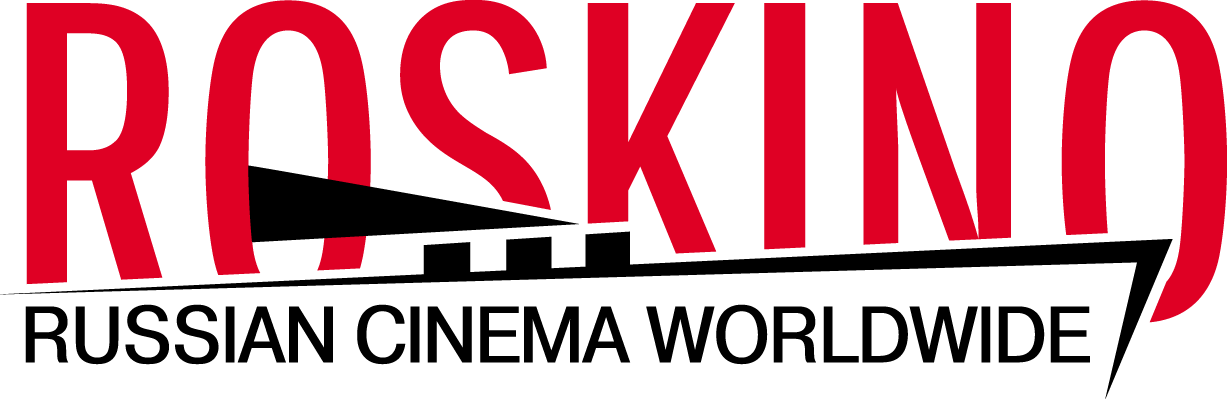 ROSKINO
RUSSIAN CINEMA WORLDWIDE